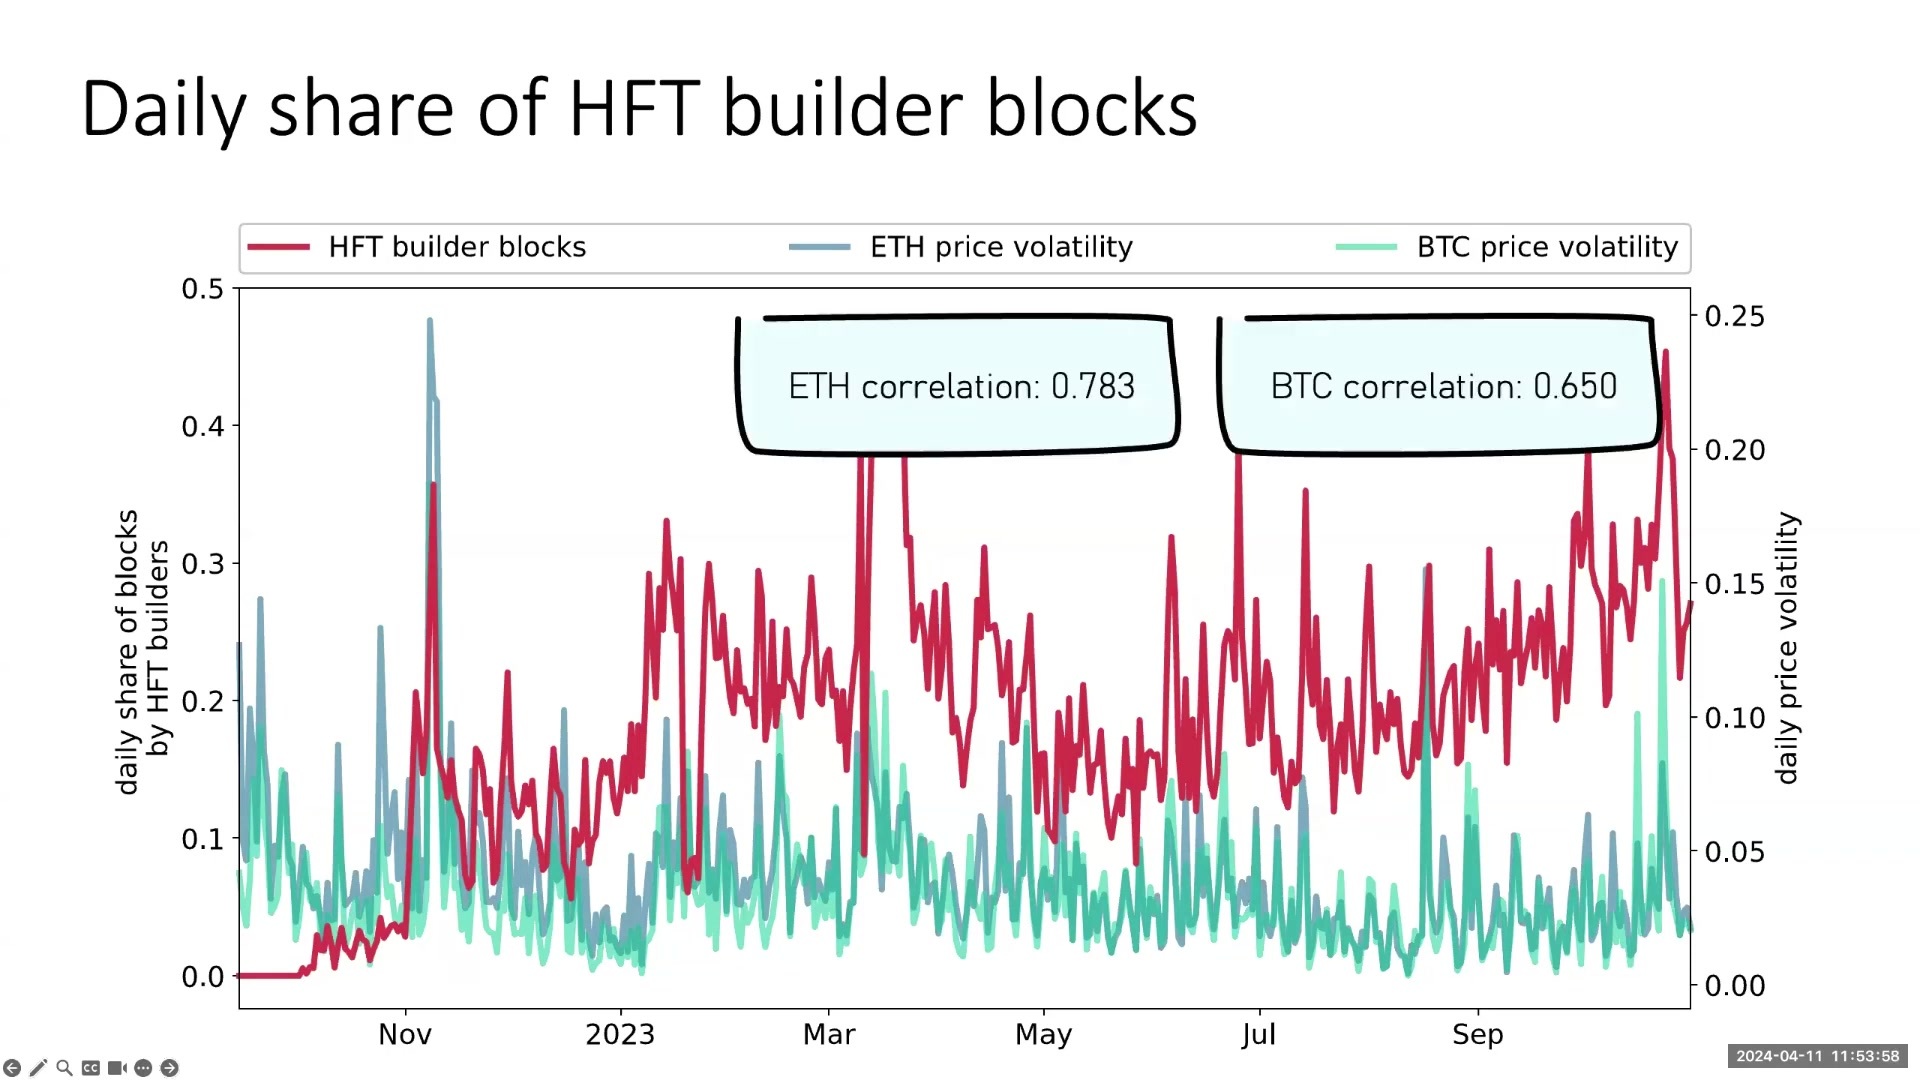 Daily share of HFT builder blocks
HFT builder blocks
ETH price volatility
BTC price volatility
0.5
0.4
0.3
0.2
0.1
0.0
daily share of blocks
by HFT builders
ETH correlation: 0.783
BTC correlation: 0.650
0.25
0.20
0.15
0.10
0.05
0.00
daily price volatility
Nov
2023
Mar
May
Jul
Sep
CC
2024-04-11 11:53:58